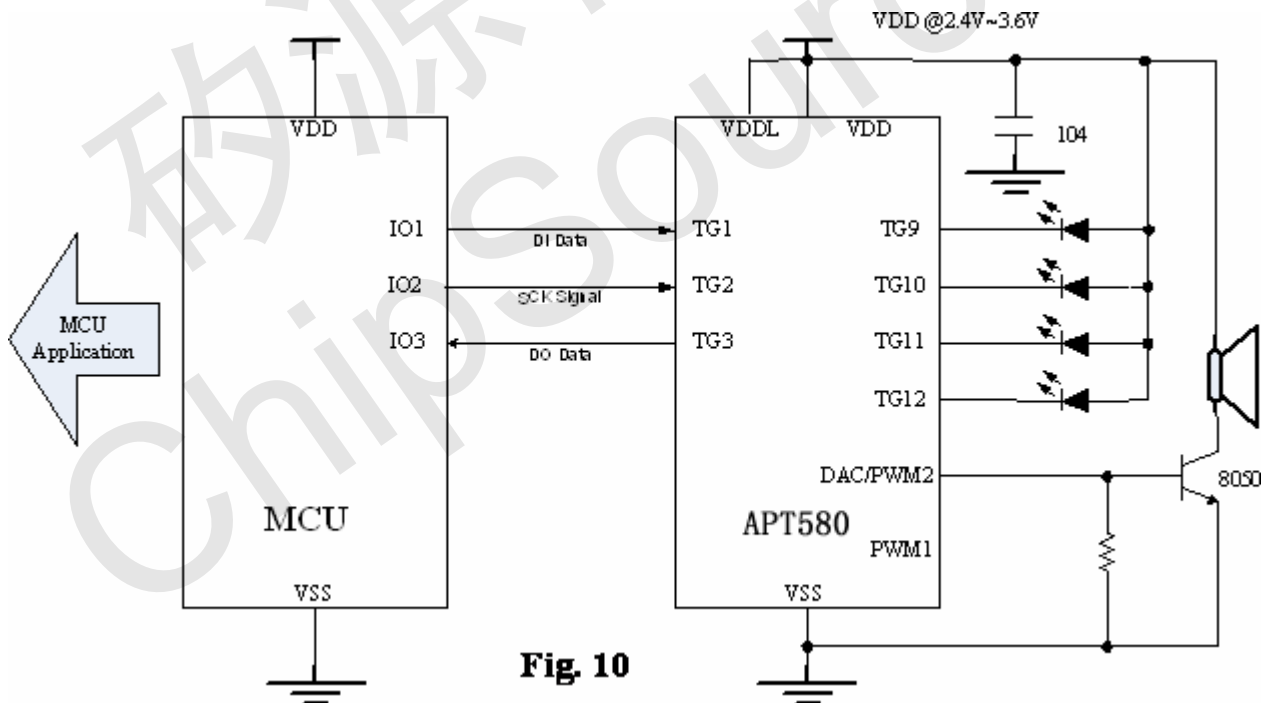 VDD @2.4V~3.6V
VDD
VDDL
VDD
104
IO1
DI Data
TG1
TG9
IO2
SCK Signal
TG2
TG10
MCU
Application
IO3
DO Data
TG3
TG11
TG12
DAC/PWM2
8050
MCU
APT580
PWM1
VSS
VSS
Fig. 10
矽源
ChipSourc